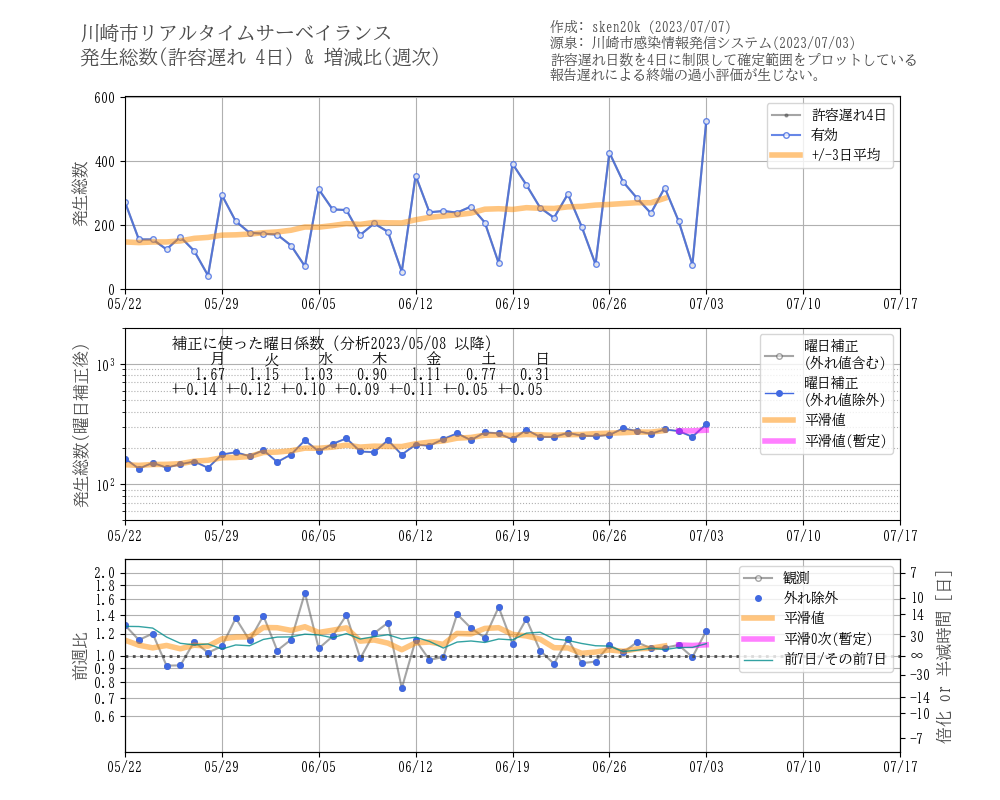 川崎市リアルタイムサーベイランス
発生総数(許容遅れ 4日) & 増減比(週次)
作成: sken20k (2023/07/07)
源泉: 川崎市感染情報発信システム(2023/07/03)
許容遅れ日数を4日に制限して確定範囲をプロットしている
報告遅れによる終端の過小評価が生じない。
発生総数
600
400
200
0
許容遅れ4日
有効
+/-3日平均
05/22 05/29 06/05 06/12 06/19 06/26 07/03 07/10 07/17
発生総数(曜日補正後)
10³
10²
補正に使った曜日係数 (分析2023/05/08 以降)
月 火 水 木 金 土 日
1.67 1.15 1.03 0.90 1.11 0.77 0.31
+-0.14 +-0.12 +-0.10 +-0.09 +-0.11 +-0.05 +-0.05
曜日補正
(外れ値含む)
曜日補正
(外れ値除外)
平滑値
平滑値(暫定)
05/22 05/29 06/05 06/12 06/19 06/26 07/03 07/10 07/17
前週比
2.0
1.8
1.6
1.4
1.2
1.0
0.9
0.8
0.7
0.6
観測
外れ除外
平滑値
平滑0次(暫定)
前7日/その前7日
7
10
14
30
∞
-30
-14
-10
-7
倍化 or 半減時間 [日]
05/22 05/29 06/05 06/12 06/19 06/26 07/03 07/10 07/17